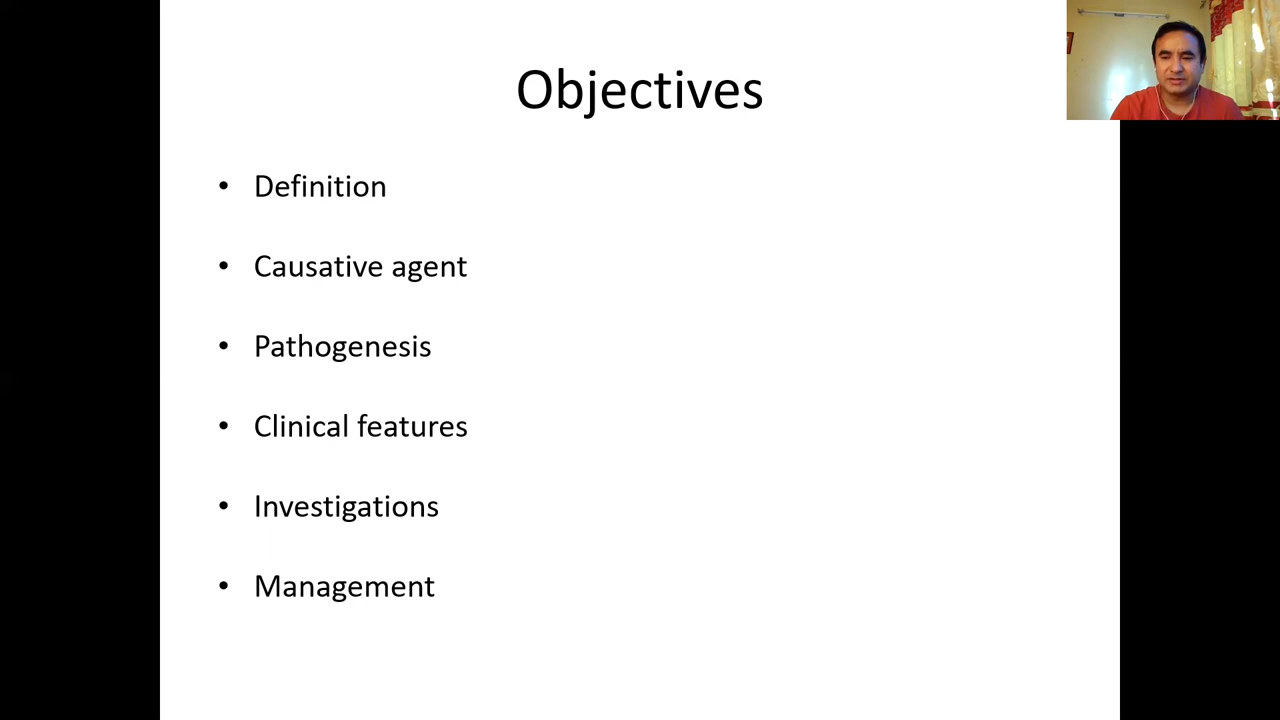 Objectives
• Definition
• Causative agent
• Pathogenesis
• Clinical features
• Investigations
• Management